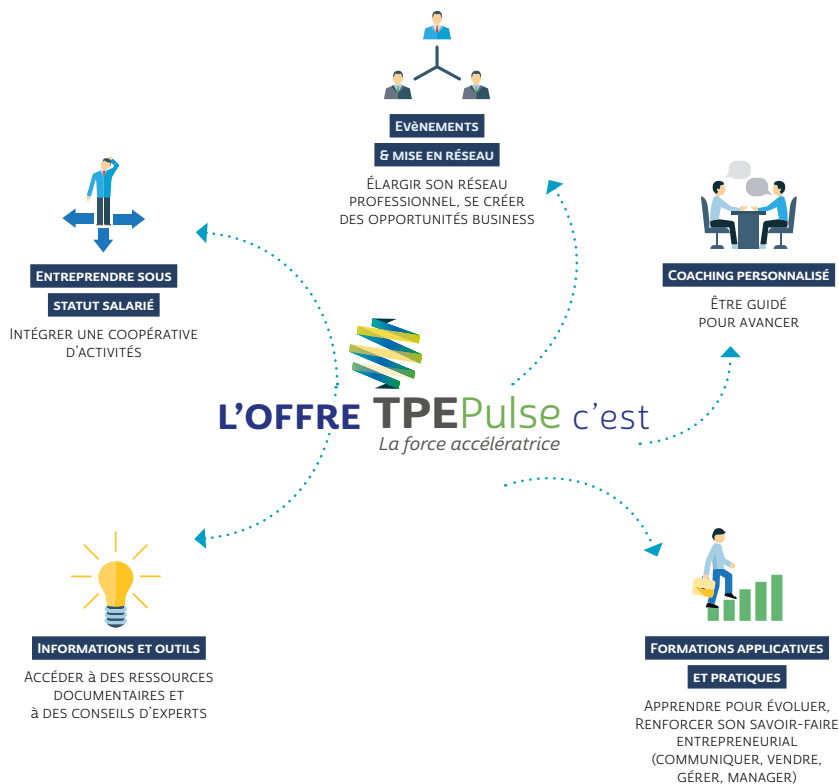 Evènements
& mise en réseau
Élargir son réseau
professionnel, se créer
des opportunités business
Entreprendre sous
statut salarié
Intégrer une coopérative
d'activités
Coaching personnalisé
Être guidé
pour avancer
L'OFFRE TPEPulse c'est
La force accélératrice
Informations et outils
Accéder à des ressources
documentaires et
à des conseils d'experts
Formations applicatives
et pratiques
Apprendre pour évoluer,
Renforcer son savoir-faire
entrepreneurial
(communiquer, vendre,
gérer, manager)